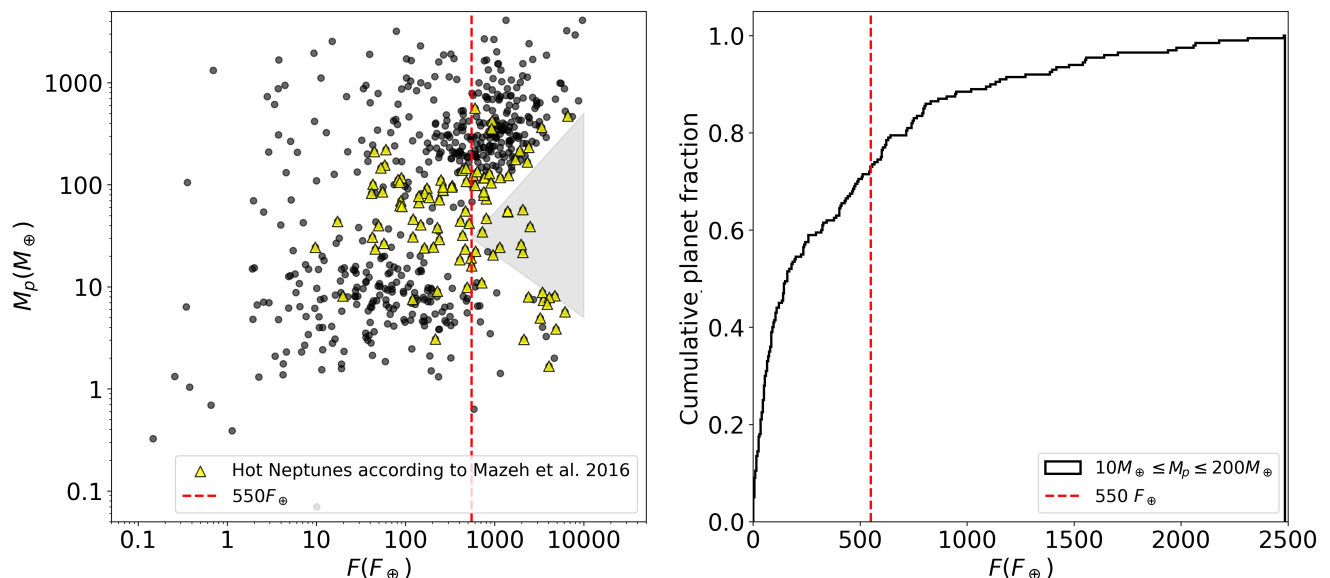 1000
100
10
1
0.1
M_p(M_⊕)
Hot Neptunes according to Mazeh et al. 2016
550F_⊕
0.1 1 10 100 1000 10000
F(F_⊕)
1.0
0.8
0.6
0.4
0.2
0.0
Cumulative planet fraction
10M_⊕ ≤ M_p ≤ 200M_⊕
550 F_⊕
0 500 1000 1500 2000 2500
F(F_⊕)